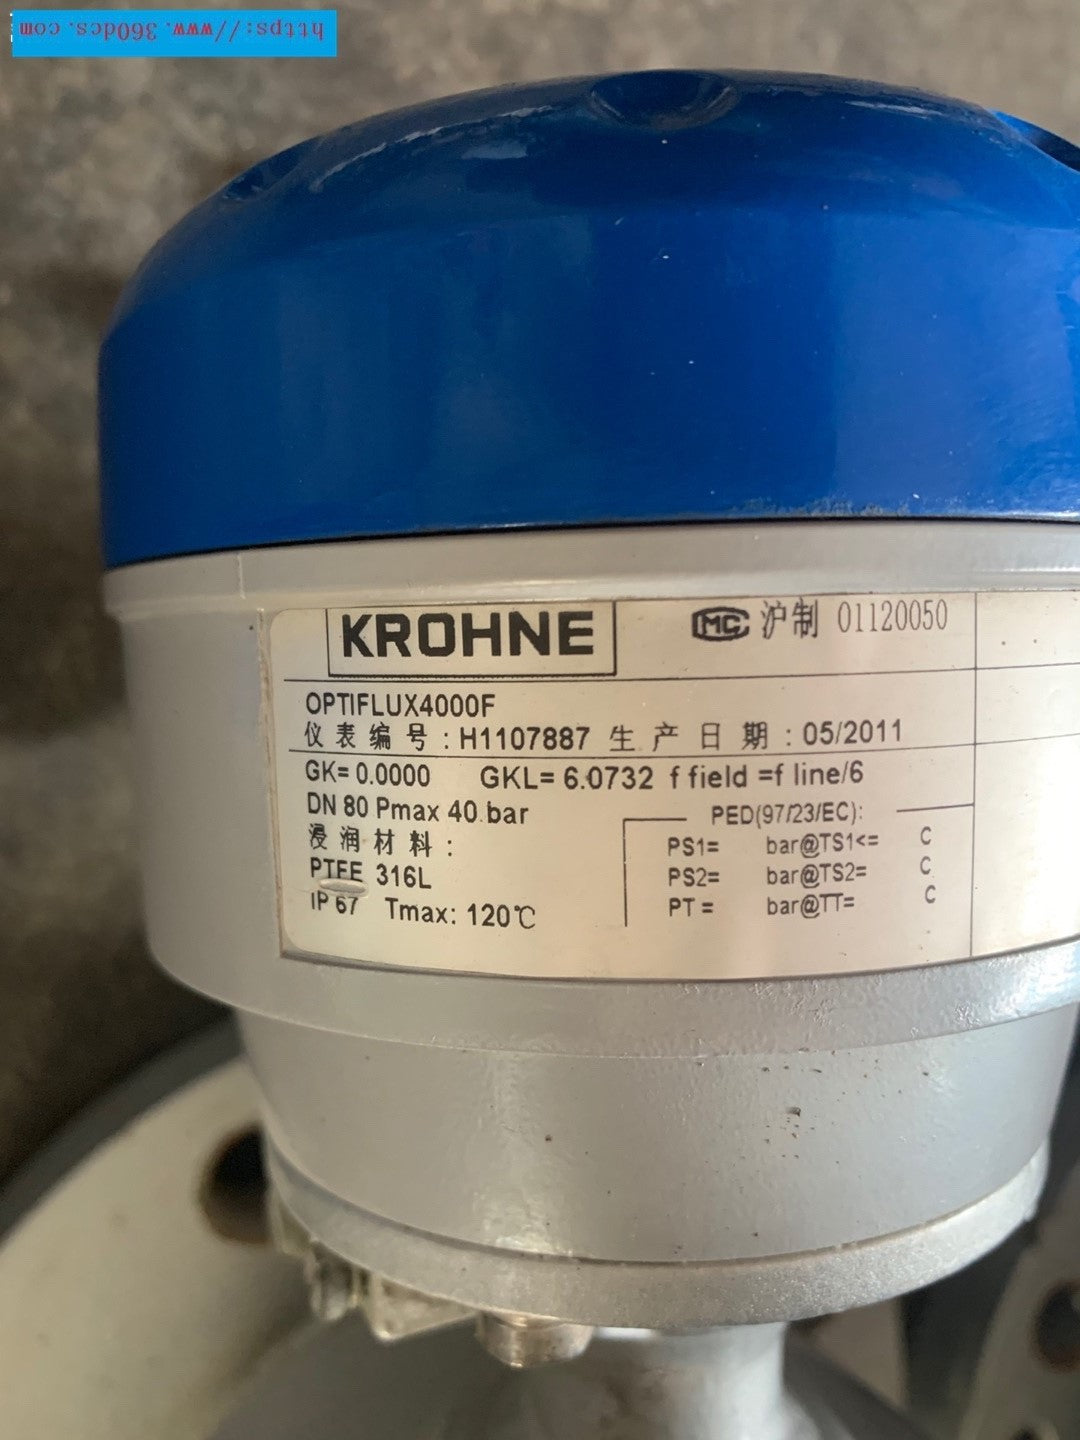 https://www.360dcs.com
KROHNE
MC 沪制 01120050
OPTIFLUX4000F
仪表编号:H1107887 生产日期:05/2011
GK= 0.0000 GKL= 6.0732 f field =f line/6
DN 80 Pmax 40 bar
浸润材料:
PTFE 316L
IP 67 Tmax: 120℃
PED(97/23/EC):
PS1= bar@TS1<= C
PS2= bar@TS2= C
PT = bar@TT= C